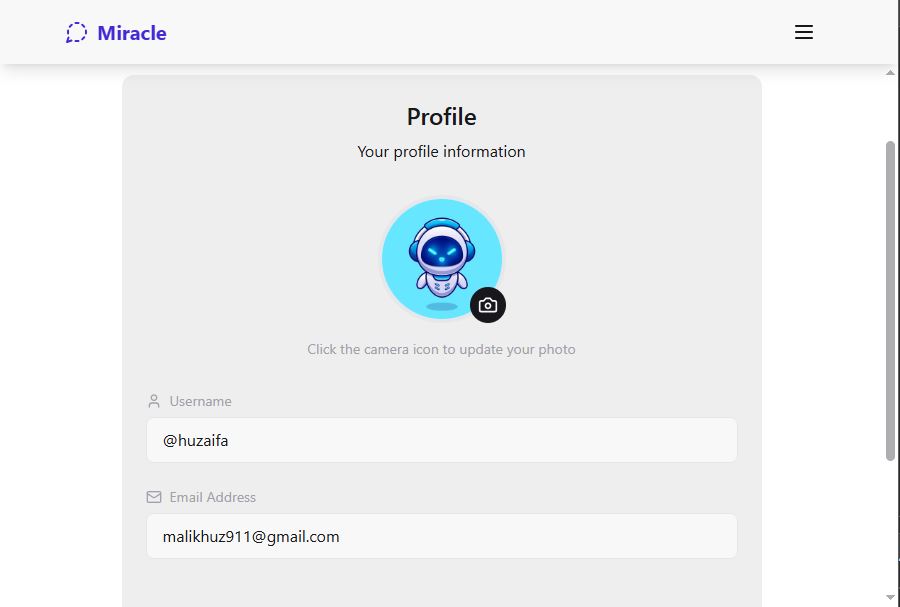 Miracle
Profile
Your profile information
Click the camera icon to update your photo
Username
@huzaifa
Email Address
malikhuz911@gmail.com